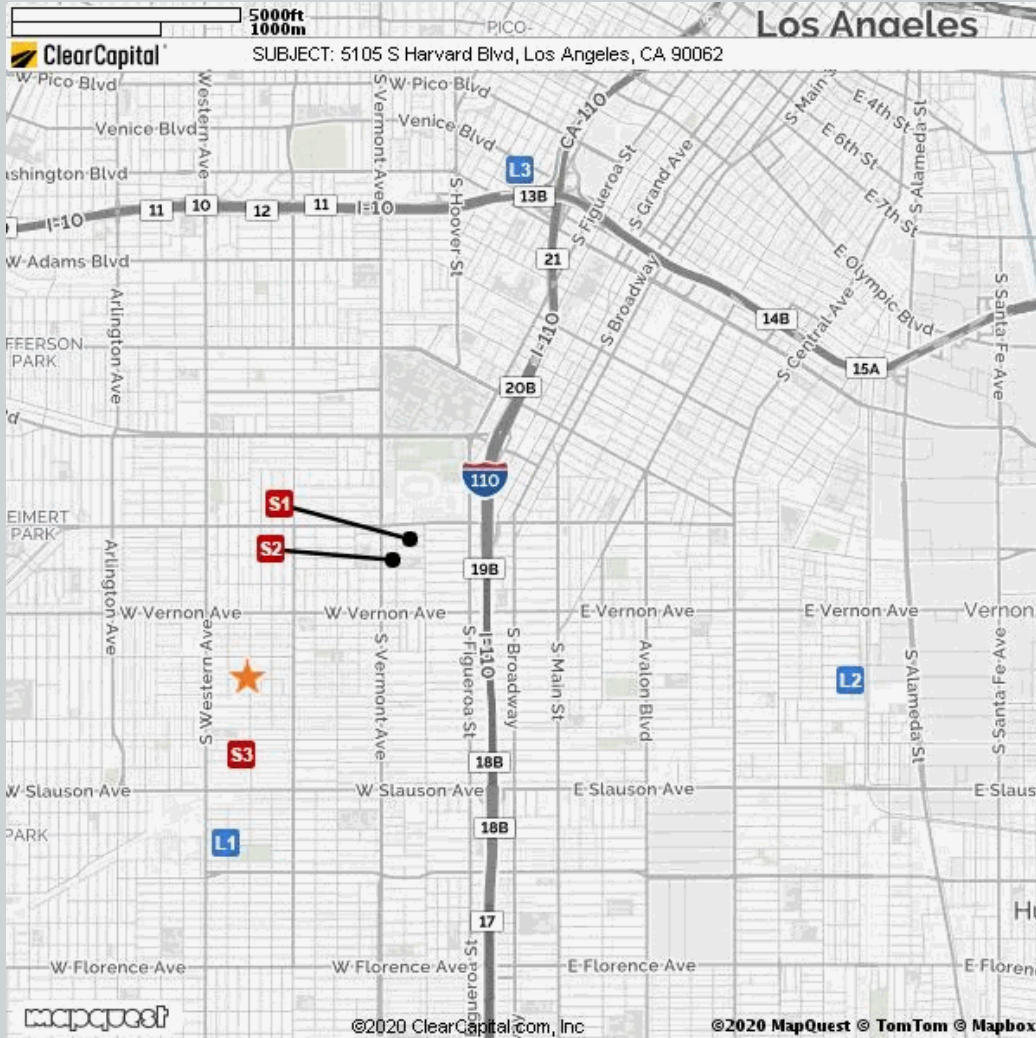 5000ft
1000m
PICO-
Los Angeles
ClearCapital
SUBJECT: 5105 S Harvard Blvd, Los Angeles, CA 90062
W Pico Blvd
Western Ave
S Vermont Ave
W Pico Blvd
CA-110
S Main S
E 4th St
S Alameda St
Venice Blvd
Venice Blvd
E 6th St
ashington Blvd
L3
S Figueroa St
S Grand Ave
E 7th St
I-10
11
10
12
11
I-10
S Hoover St
13B
W Adams Blvd
21
S Broadway
E Olympic Blvd
S Santa Fe Ave
Arlington Ave
I-110
14B
S Central Ave
EFFERSON
PARK
15A
20B
110
S1
EIMERT
PARK
S2
Arlington Ave
19B
W Vernon Ave
W Vernon Ave
E Vernon Ave
E Vernon Ave
Vernon
S Western Ave
S Vermont Ave
S Figueroa St
I-110
S Broadway
S Main St
Avalon Blvd
L2
S Alameda St
S Santa Fe Ave
S3
18B
W Slauson Ave
W Slauson Ave
E Slauson Ave
E Slaus
PARK
L1
18B
17
Hu
W Florence Ave
W Florence Ave
E Florence Ave
E Floren
mapquest
©2020 ClearCapital.com, Inc
©2020 MapQuest © TomTom © Mapbox